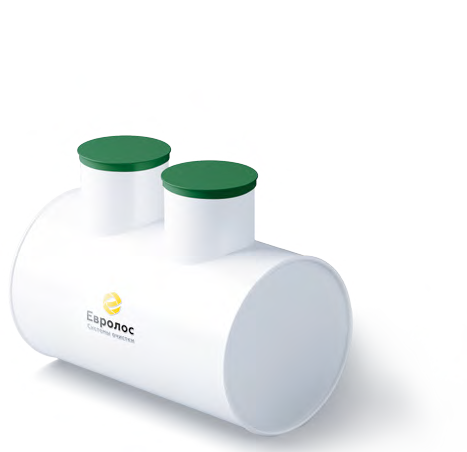 Евролос
Системы очистки